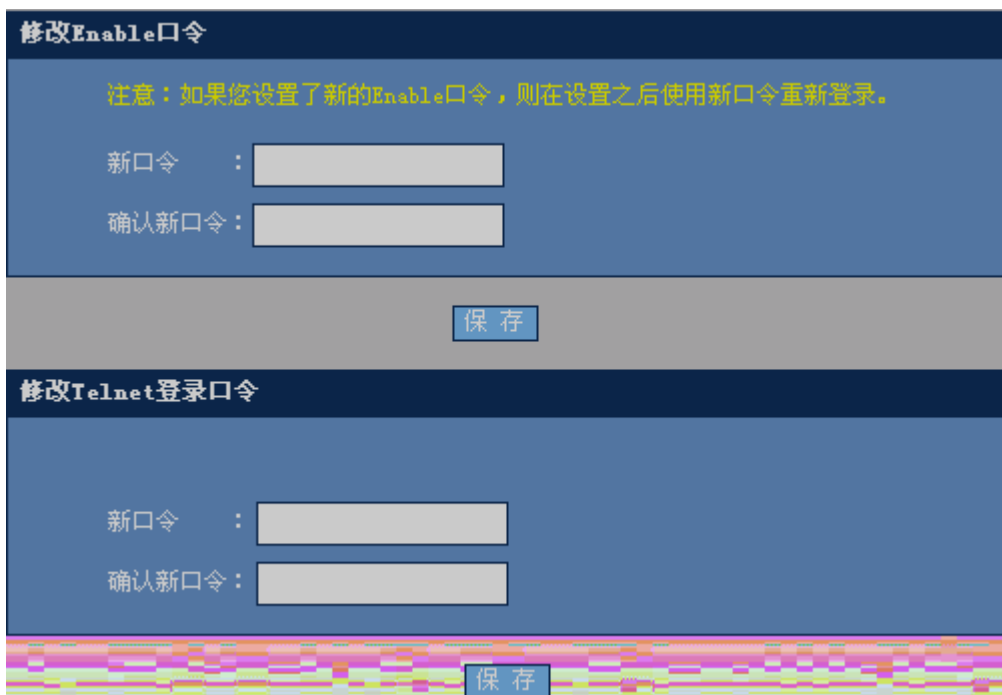 修改Enable口令
注意：如果您设置了新的Enable口令，则在设置之后使用新口令重新登录。
新口令 ：
确认新口令：
保 存
修改Telnet登录口令
新口令 ：
确认新口令：
保 存